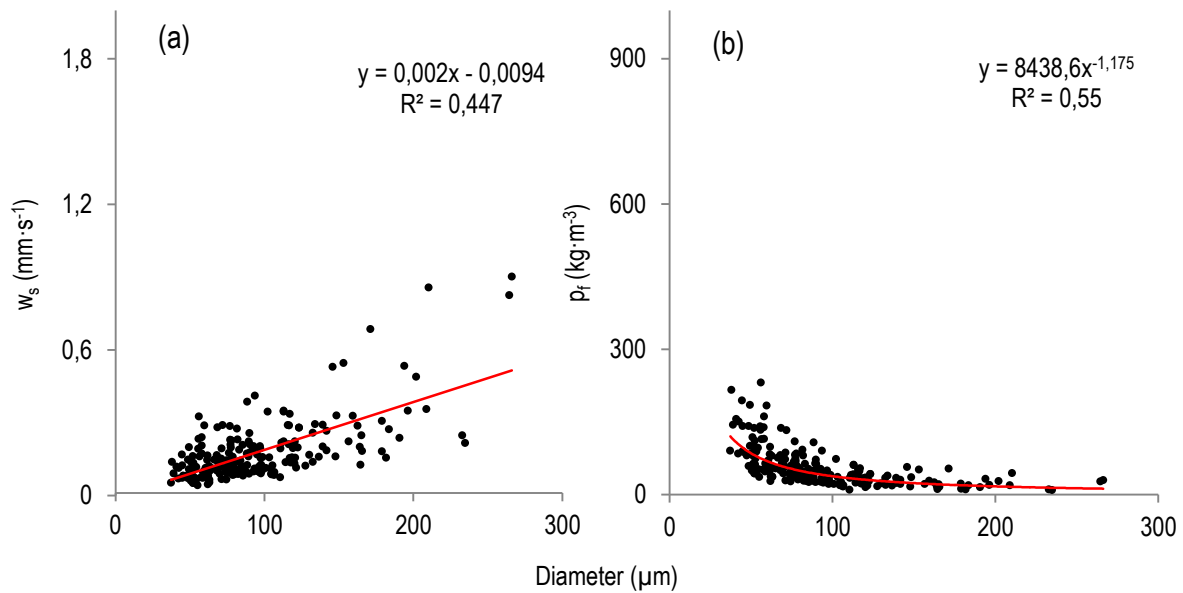 (a)
y = 0,002x - 0,0094
R² = 0,447
1,8
1,2
0,6
0
wₛ (mm·s⁻¹)
0 100 200 300
(b)
y = 8438,6x⁻¹,¹⁷⁵
R² = 0,55
900
600
300
0
p_f (kg·m⁻³)
0 100 200 300
Diameter (µm)